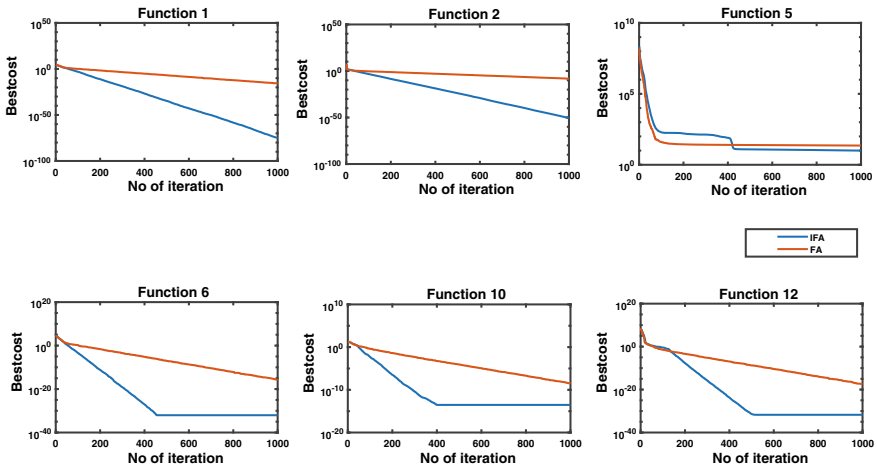 Function 1
Bestcost
10^50
10^0
10^-50
10^-100
0 200 400 600 800 1000
No of iteration
Function 2
Bestcost
10^50
10^0
10^-50
10^-100
0 200 400 600 800 1000
No of iteration
Function 5
Bestcost
10^10
10^5
10^0
0 200 400 600 800 1000
No of iteration
IFA
FA
Function 6
Bestcost
10^20
10^0
10^-20
10^-40
0 200 400 600 800 1000
No of iteration
Function 10
Bestcost
10^10
10^0
10^-10
10^-20
0 200 400 600 800 1000
No of iteration
Function 12
Bestcost
10^20
10^0
10^-20
10^-40
0 200 400 600 800 1000
No of iteration